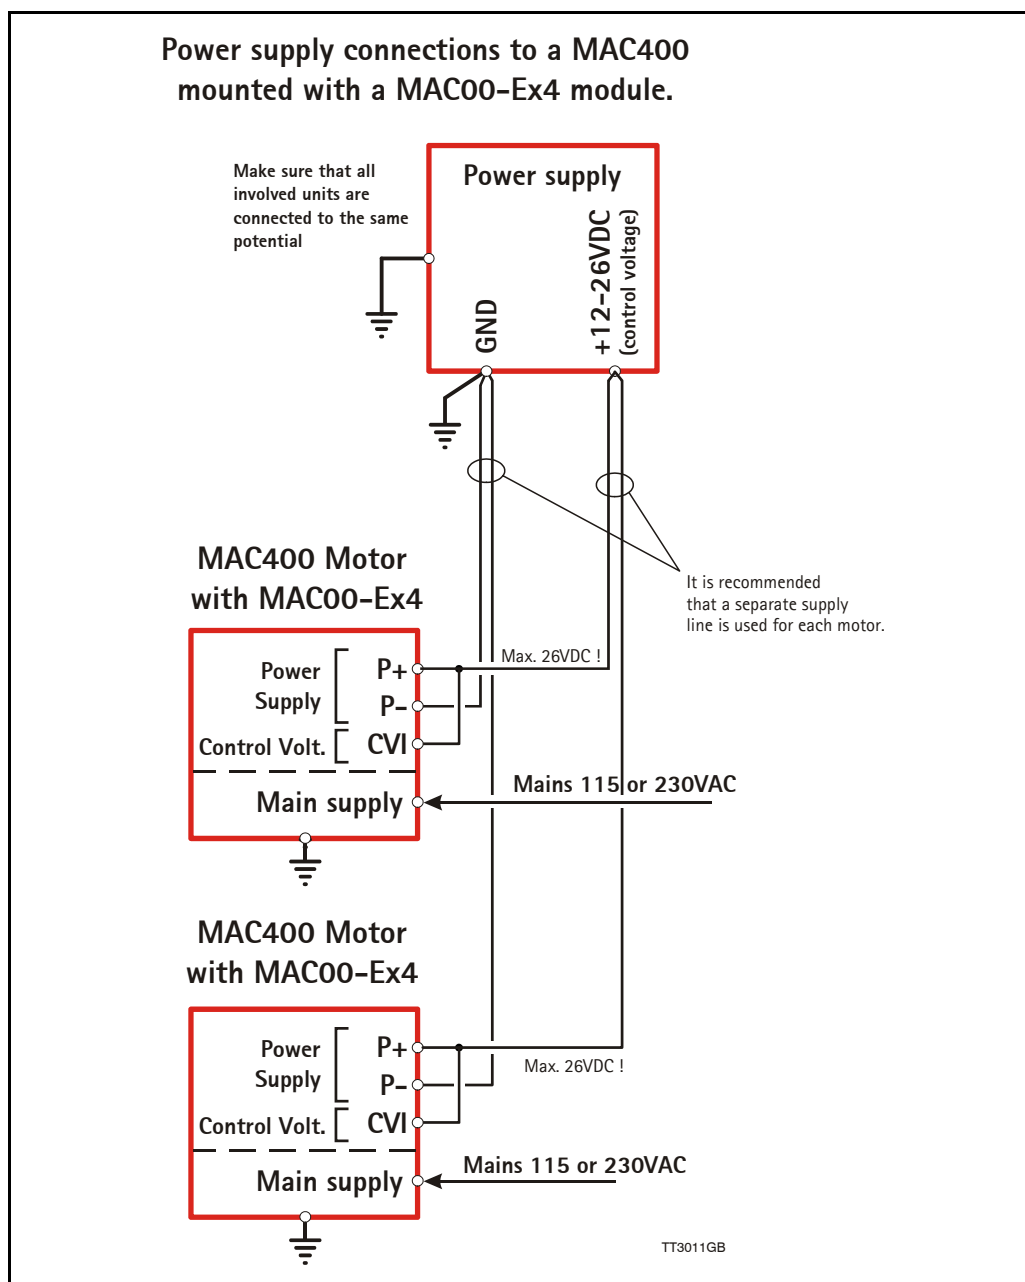 Power supply connections to a MAC400
mounted with a MAC00-Ex4 module.
Make sure that all
involved units are
connected to the same
potential
Power supply
GND
+12-26VDC
(control voltage)
It is recommended
that a separate supply
line is used for each motor.
MAC400 Motor
with MAC00-Ex4
Power
Supply
P+
P-
Control Volt.
CVI
Max. 26VDC !
Main supply
Mains 115 or 230VAC
MAC400 Motor
with MAC00-Ex4
Power
Supply
P+
P-
Control Volt.
CVI
Max. 26VDC !
Main supply
Mains 115 or 230VAC
TT3011GB